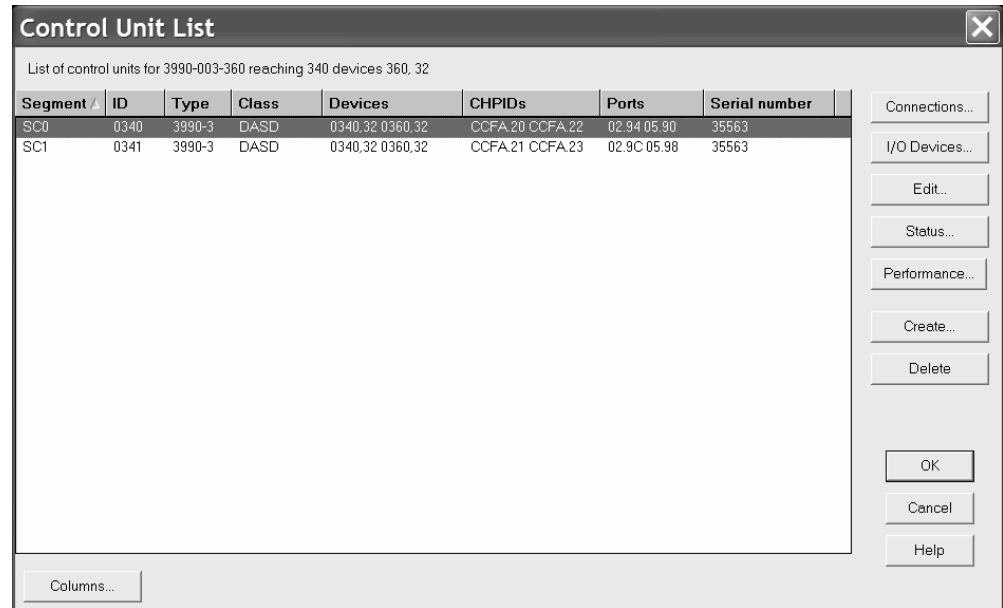 Control Unit List
List of control units for 3990-003-360 reaching 340 devices 360, 32
Segment ID Type Class Devices CHPIDs Ports Serial number
SC0 0340 3990-3 DASD 0340,32 0360,32 CCFA.20 CCFA.22 02.94 05.90 35563
SC1 0341 3990-3 DASD 0340,32 0360,32 CCFA.21 CCFA.23 02.9C 05.98 35563
Connections...
I/O Devices...
Edit...
Status...
Performance...
Create...
Delete
OK
Cancel
Help
Columns...